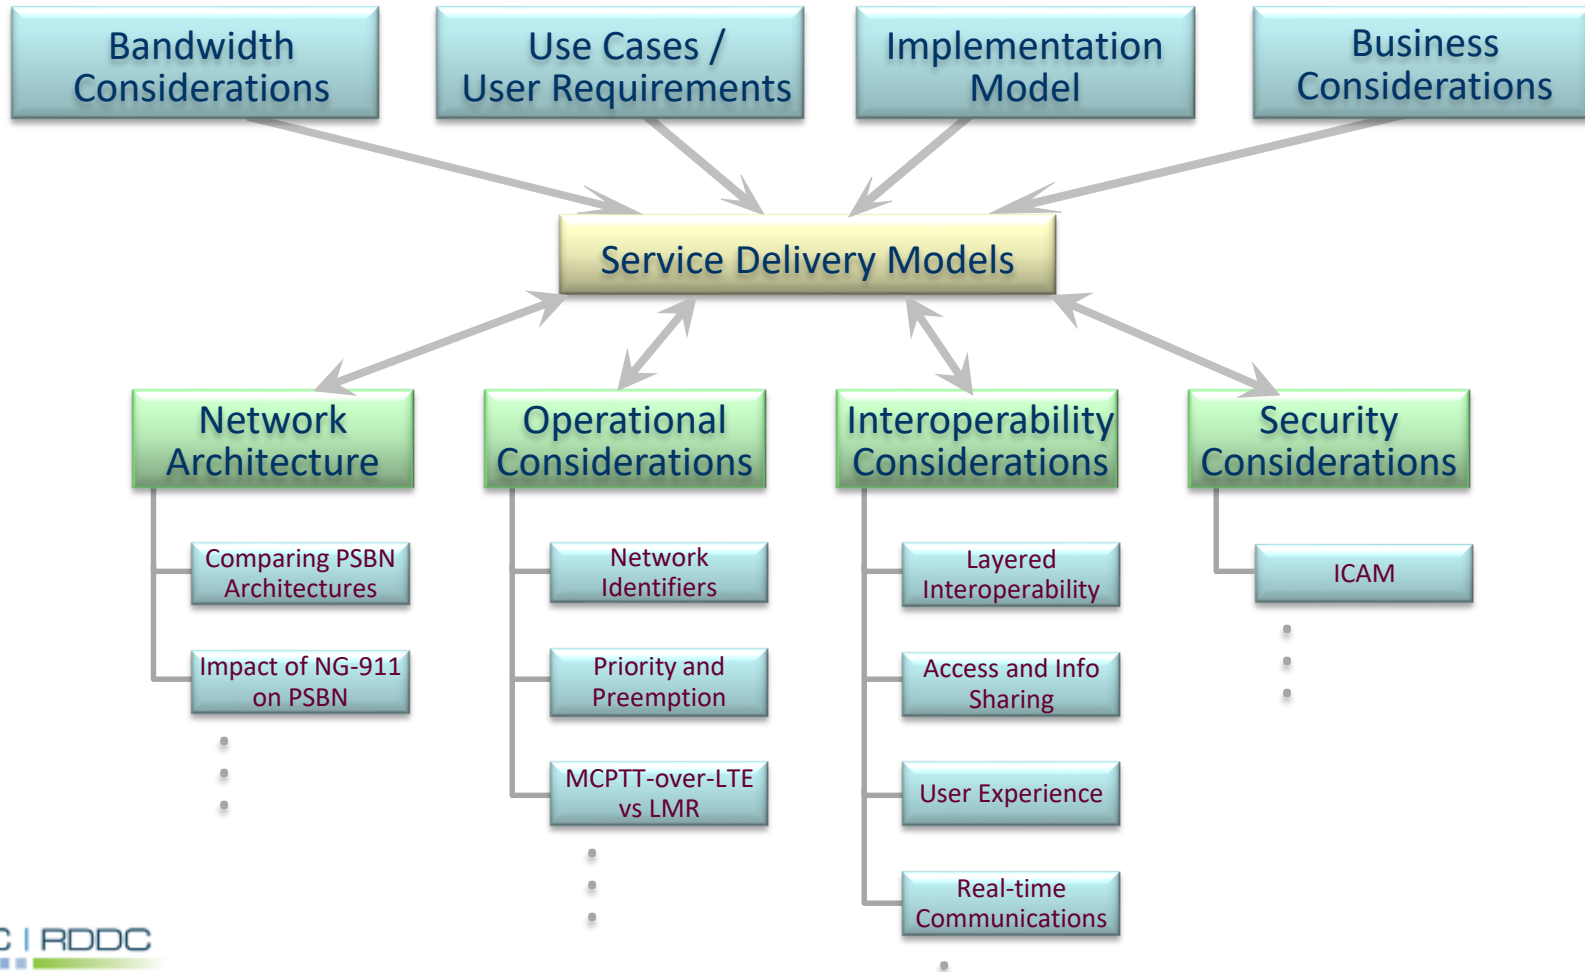 Bandwidth
Considerations
Use Cases /
User Requirements
Implementation
Model
Business
Considerations
Service Delivery Models
Network
Architecture
Operational
Considerations
Interoperability
Considerations
Security
Considerations
Comparing PSBN
Architectures
Impact of NG-911
on PSBN
Network
Identifiers
Priority and
Preemption
MCPTT-over-LTE
vs LMR
Layered
Interoperability
Access and Info
Sharing
User Experience
Real-time
Communications
ICAM
C | RDDC